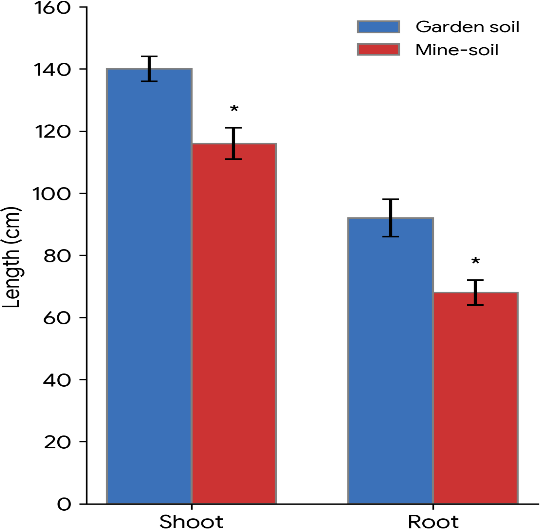 160
140
120
100
80
60
40
20
0
Length (cm)
Garden soil
Mine-soil
*
*
Shoot
Root